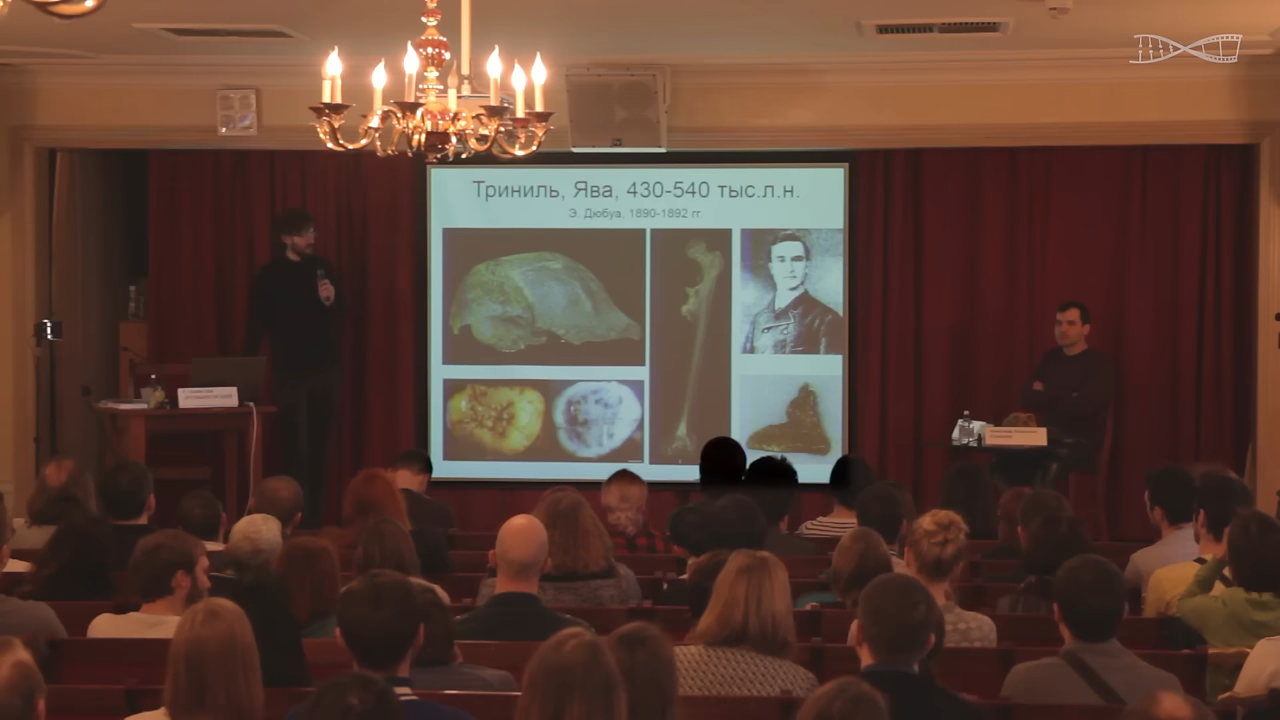 Триниль, Ява, 430-540 тыс.л.н.
Э. Дюбуа, 1890-1892 гг.